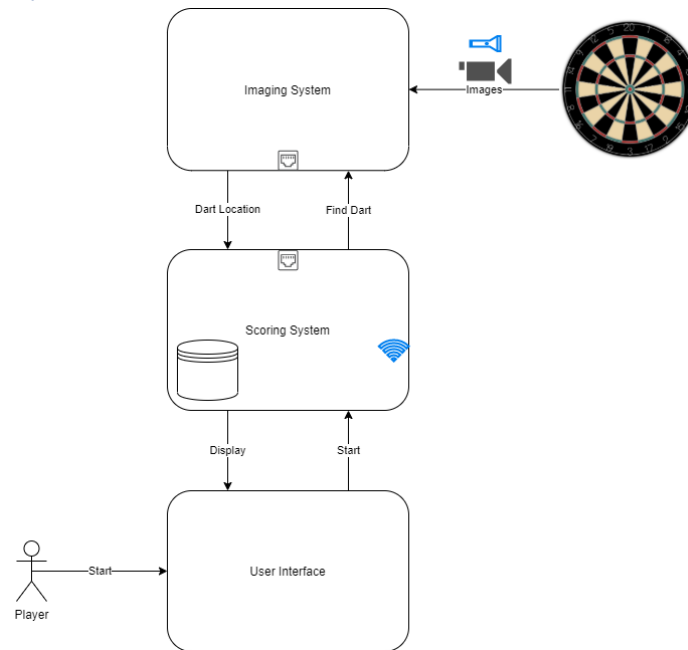 Imaging System
Images
Dart Location
Find Dart
Scoring System
Display
Start
User Interface
Start
Player